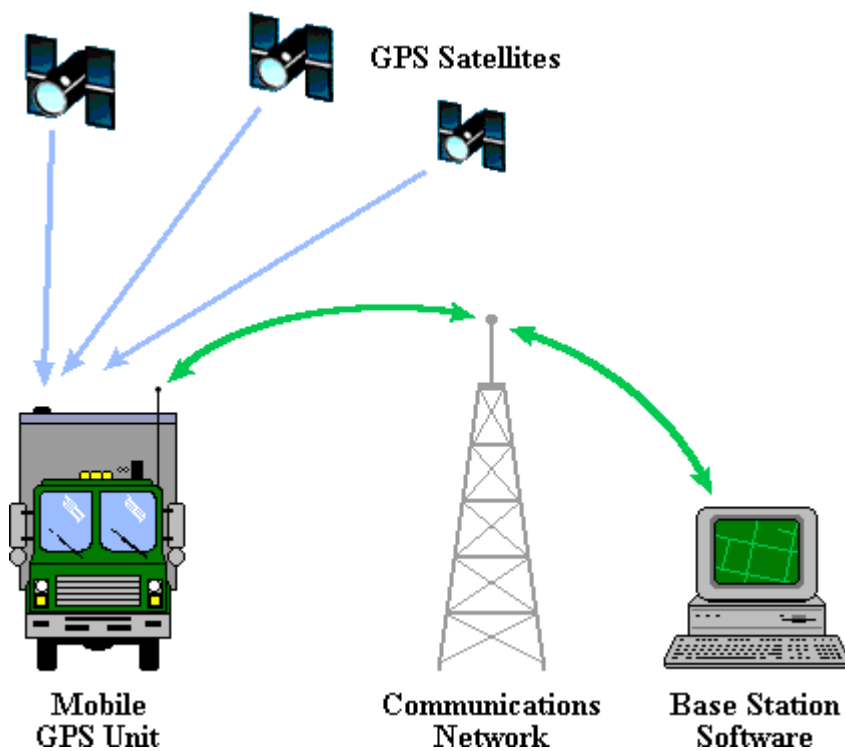 GPS Satellites
Mobile
GPS Unit
Communications
Network
Base Station
Software